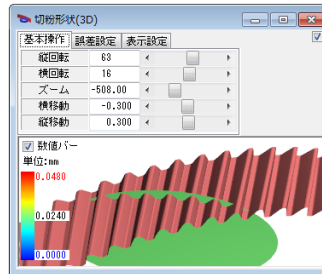 切粉形状(3D)
基本操作 誤差設定 表示設定
縦回転 63
横回転 16
ズーム -508.00
横移動 -0.300
縦移動 0.300
数値バー
単位:mm
0.0480
0.0240
0.0000